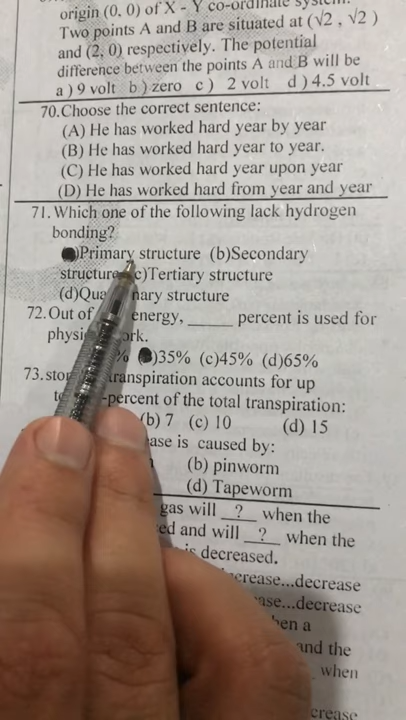 origin (0, 0) of X - Y co-ordinate system.
Two points A and B are situated at (√2 , √2 )
and (2, 0) respectively. The potential
difference between the points A and B will be
a ) 9 volt b ) zero c ) 2 volt d ) 4.5 volt
70.Choose the correct sentence:
(A) He has worked hard year by year
(B) He has worked hard year to year.
(C) He has worked hard year upon year
(D) He has worked hard from year and year
71. Which one of the following lack hydrogen
bonding?
)Primary structure (b)Secondary
structure c)Tertiary structure
(d)Qua nary structure
72. Out of energy, _____ percent is used for
physi rk.
% )35% (c)45% (d)65%
73. transpiration accounts for up
-percent of the total transpiration:
(b) 7 (c) 10 (d) 15
ase is caused by:
(b) pinworm
(d) Tapeworm
gas will __?__ when the
ed and will __?__ when the
is decreased.
crease...decrease
ase...decrease
en a
and the
when
crease